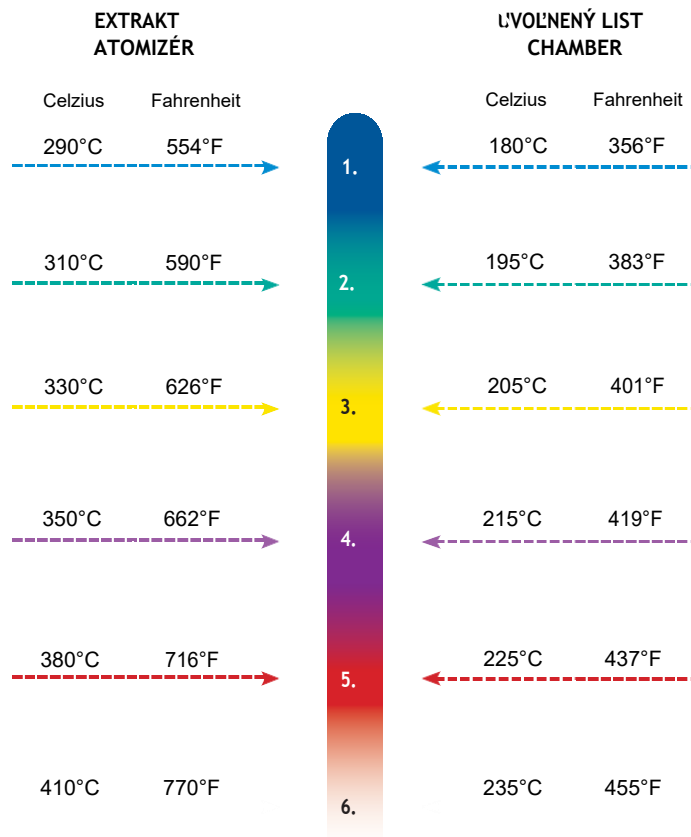 EXTRAKT
ATOMIZÉR
UVOĽNENÝ LIST
CHAMBER
Celzius Fahrenheit
Celzius Fahrenheit
290°C 554°F
1.
180°C 356°F
310°C 590°F
2.
195°C 383°F
330°C 626°F
3.
205°C 401°F
350°C 662°F
4.
215°C 419°F
380°C 716°F
5.
225°C 437°F
410°C 770°F
6.
235°C 455°F